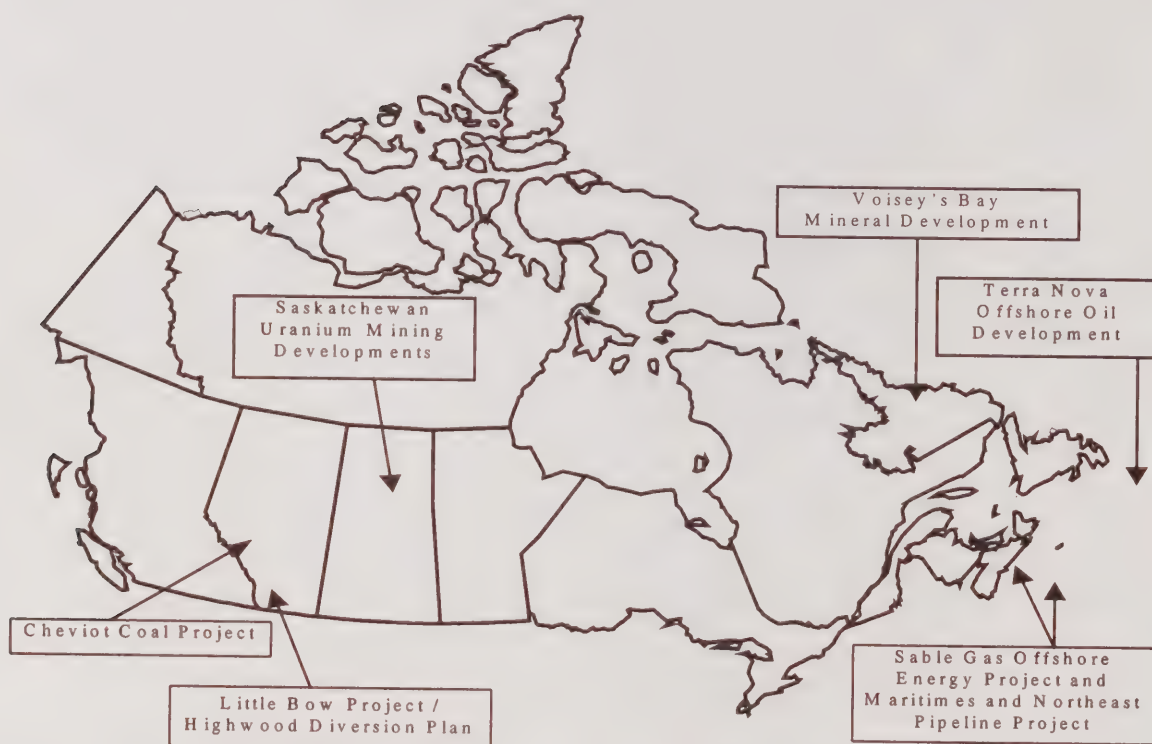 Voisey's Bay
Mineral Development
Terra Nova
Offshore Oil
Development
Saskatchewan
Uranium Mining
Developments
Cheviot Coal Project
Little Bow Project /
Highwood Diversion Plan
Sable Gas Offshore
Energy Project and
Maritimes and Northeast
Pipeline Project